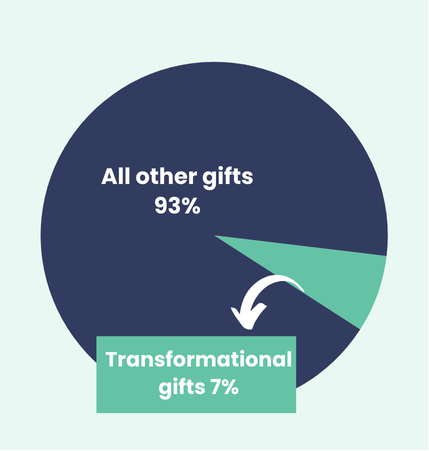 All other gifts
93%
Transformational
gifts 7%